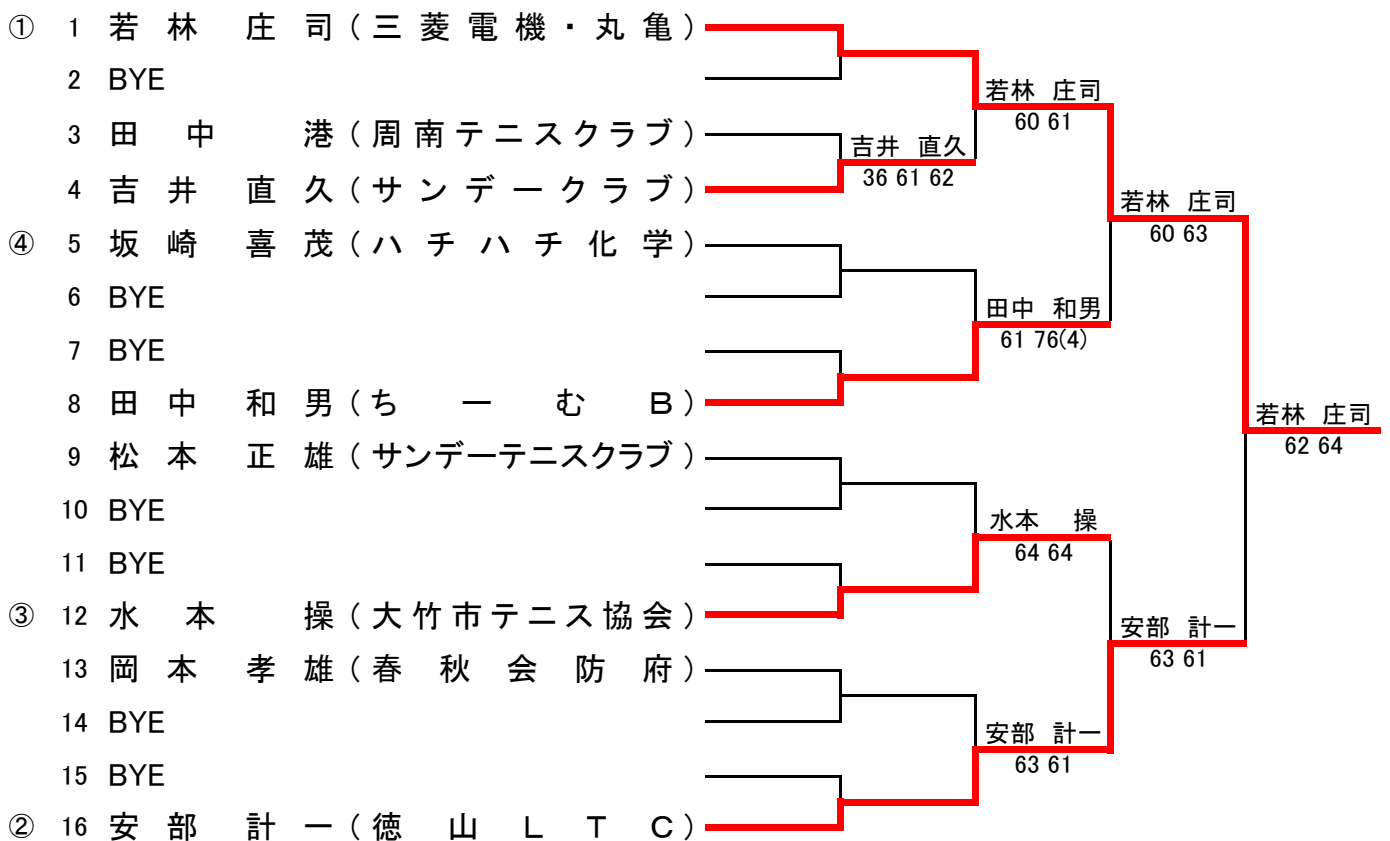 ① 1 若林 庄司(三菱電機・丸亀)
2 BYE
若林 庄司
60 61
3 田中 港(周南テニスクラブ)
吉井 直久
36 61 62
4 吉井 直久(サンデークラブ)
若林 庄司
60 63
④ 5 坂崎 喜茂(ハチハチ化学)
6 BYE
田中 和男
61 76(4)
7 BYE
8 田中 和男(ちーむB)
若林 庄司
62 64
9 松本 正雄(サンデーテニスクラブ)
10 BYE
水本 操
64 64
11 BYE
③ 12 水本 操(大竹市テニス協会)
安部 計一
63 61
13 岡本 孝雄(春秋会防府)
14 BYE
安部 計一
63 61
15 BYE
② 16 安部 計一(徳山LTC)